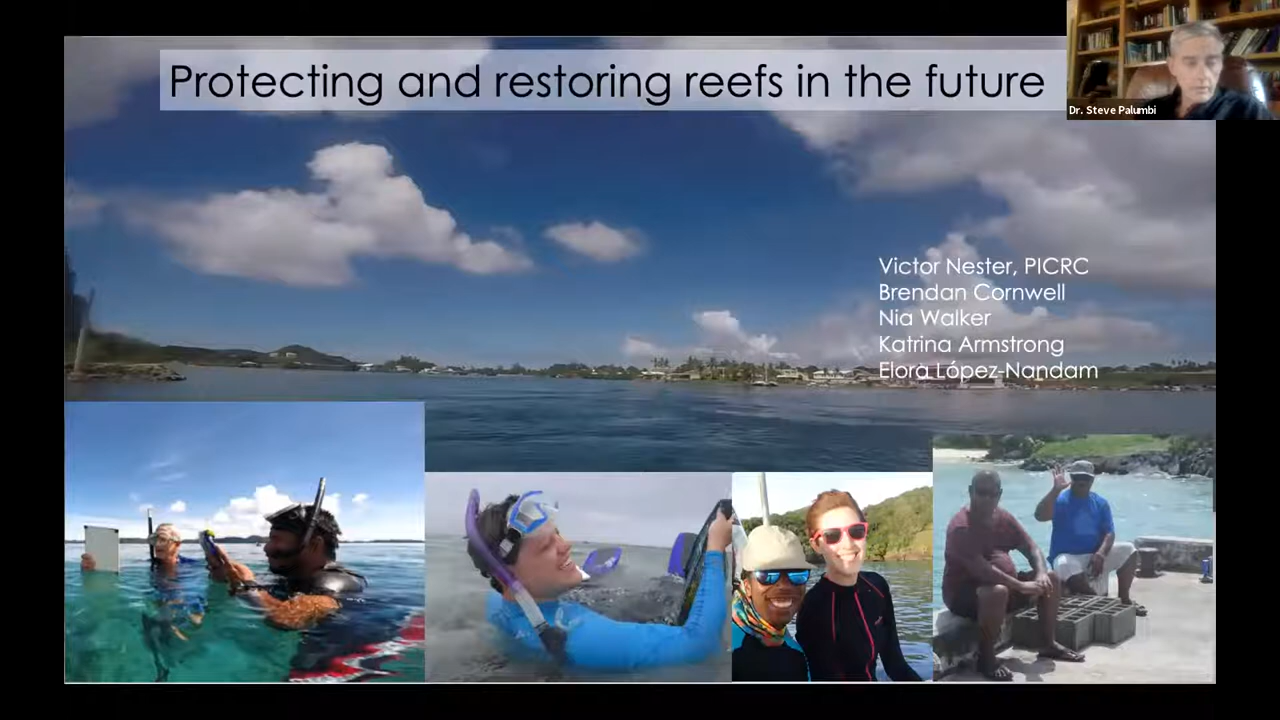 Protecting and restoring reefs in the future
Dr. Steve Palumbi
Victor Nester, PICRC
Brendan Cornwell
Nia Walker
Katrina Armstrong
Elora López-Nandam